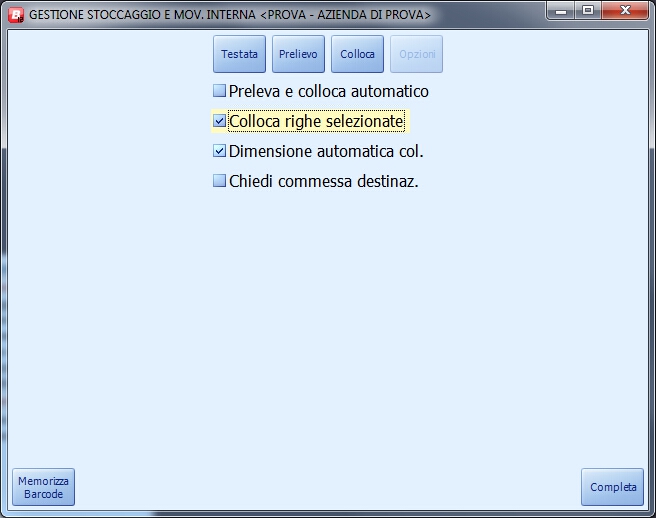 GESTIONE STOCCAGGIO E MOV. INTERNA <PROVA - AZIENDA DI PROVA>
Testata Prelievo Colloca Opzioni
Preleva e colloca automatico
Colloca righe selezionate
Dimensione automatica col.
Chiedi commessa destinaz.
Memorizza
Barcode
Completa